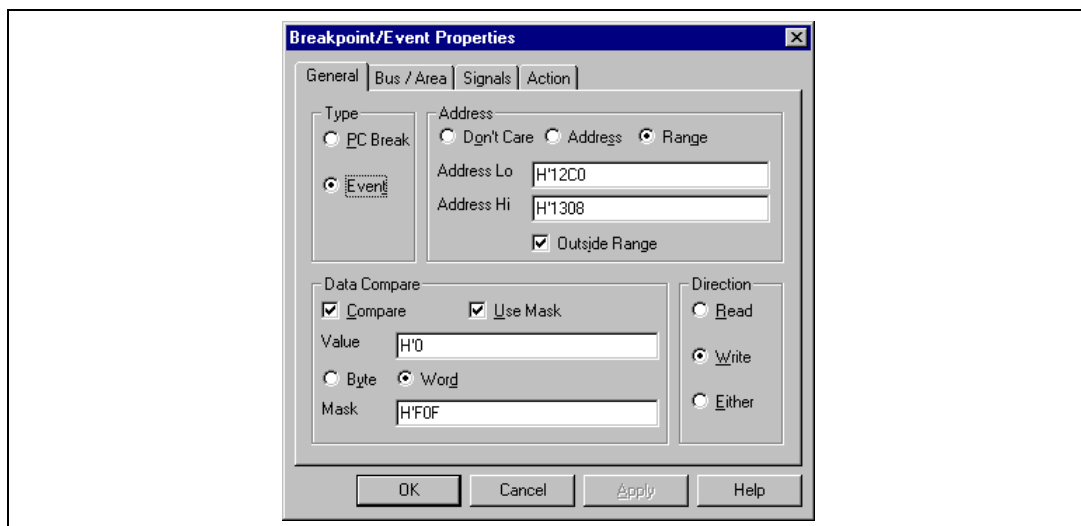 Breakpoint/Event Properties
General Bus / Area Signals Action
Type
PC Break
Event
Address
Don't Care Address Range
Address Lo H'12C0
Address Hi H'1308
Outside Range
Data Compare
Compare Use Mask
Value H'0
Byte Word
Mask H'F0F
Direction
Read
Write
Either
OK Cancel Apply Help